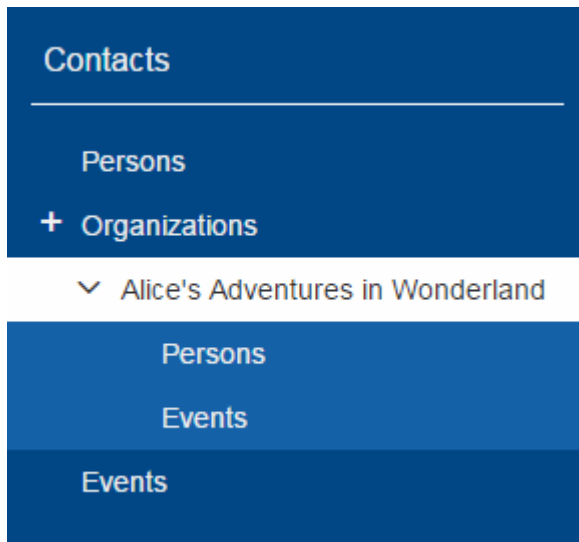 Contacts
Persons
+ Organizations
Alice's Adventures in Wonderland
Persons
Events
Events